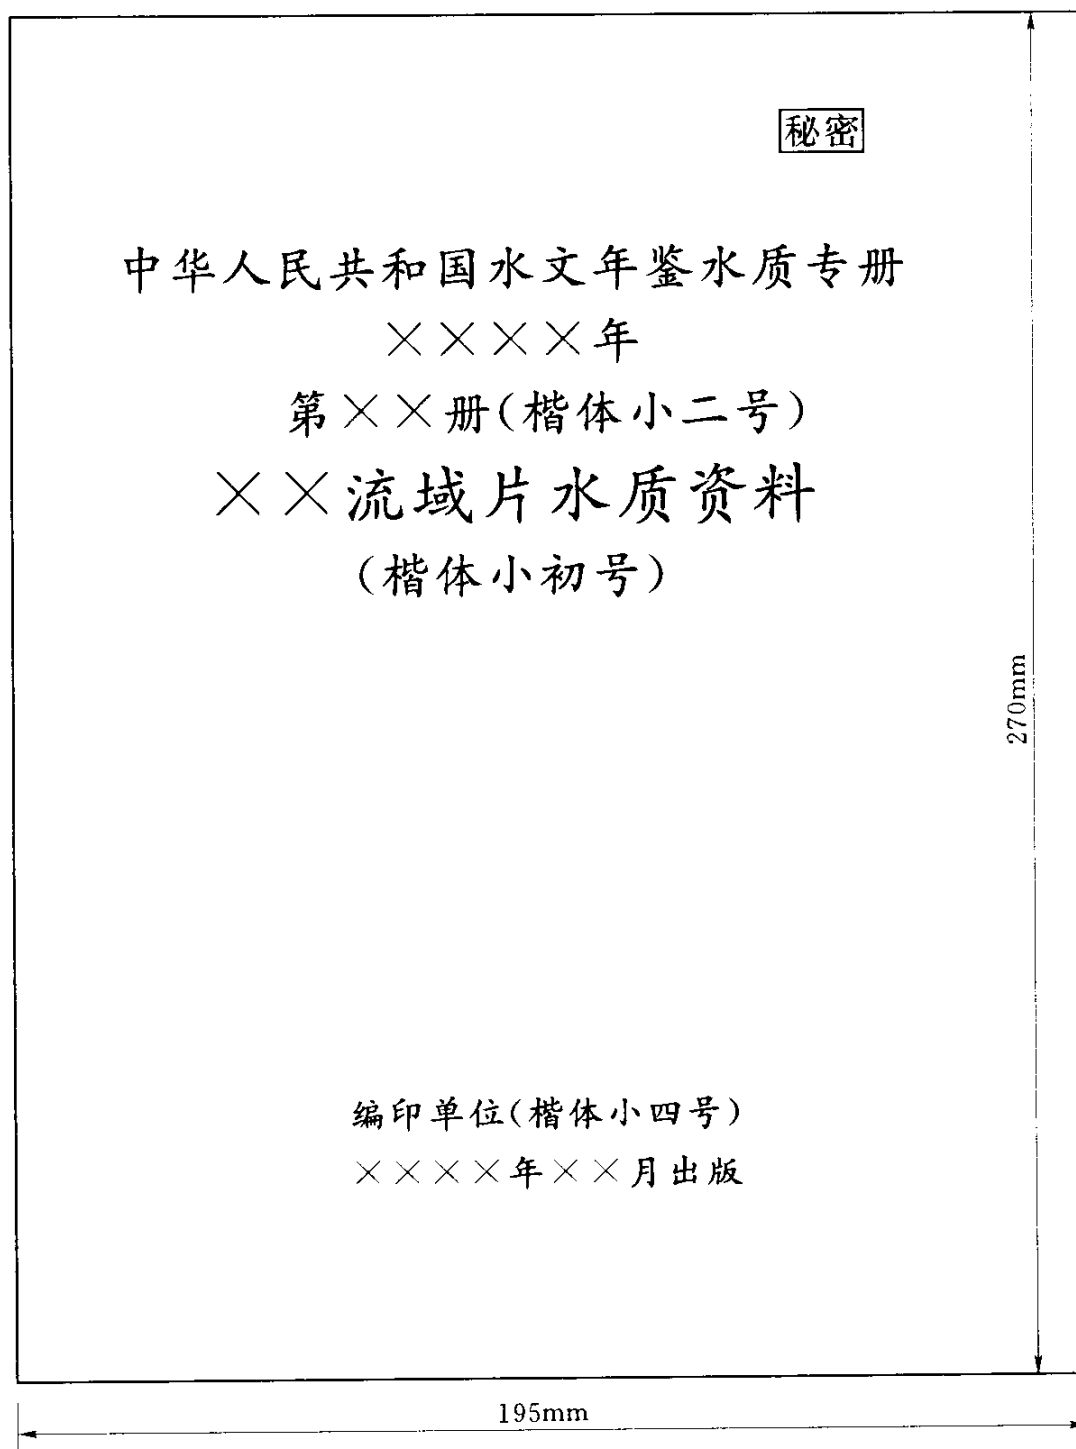 秘密
中华人民共和国水文年鉴水质专册
××××年
第××册(楷体小二号)
××流域片水质资料
(楷体小初号)
270mm
编印单位(楷体小四号)
××××年××月出版
195mm